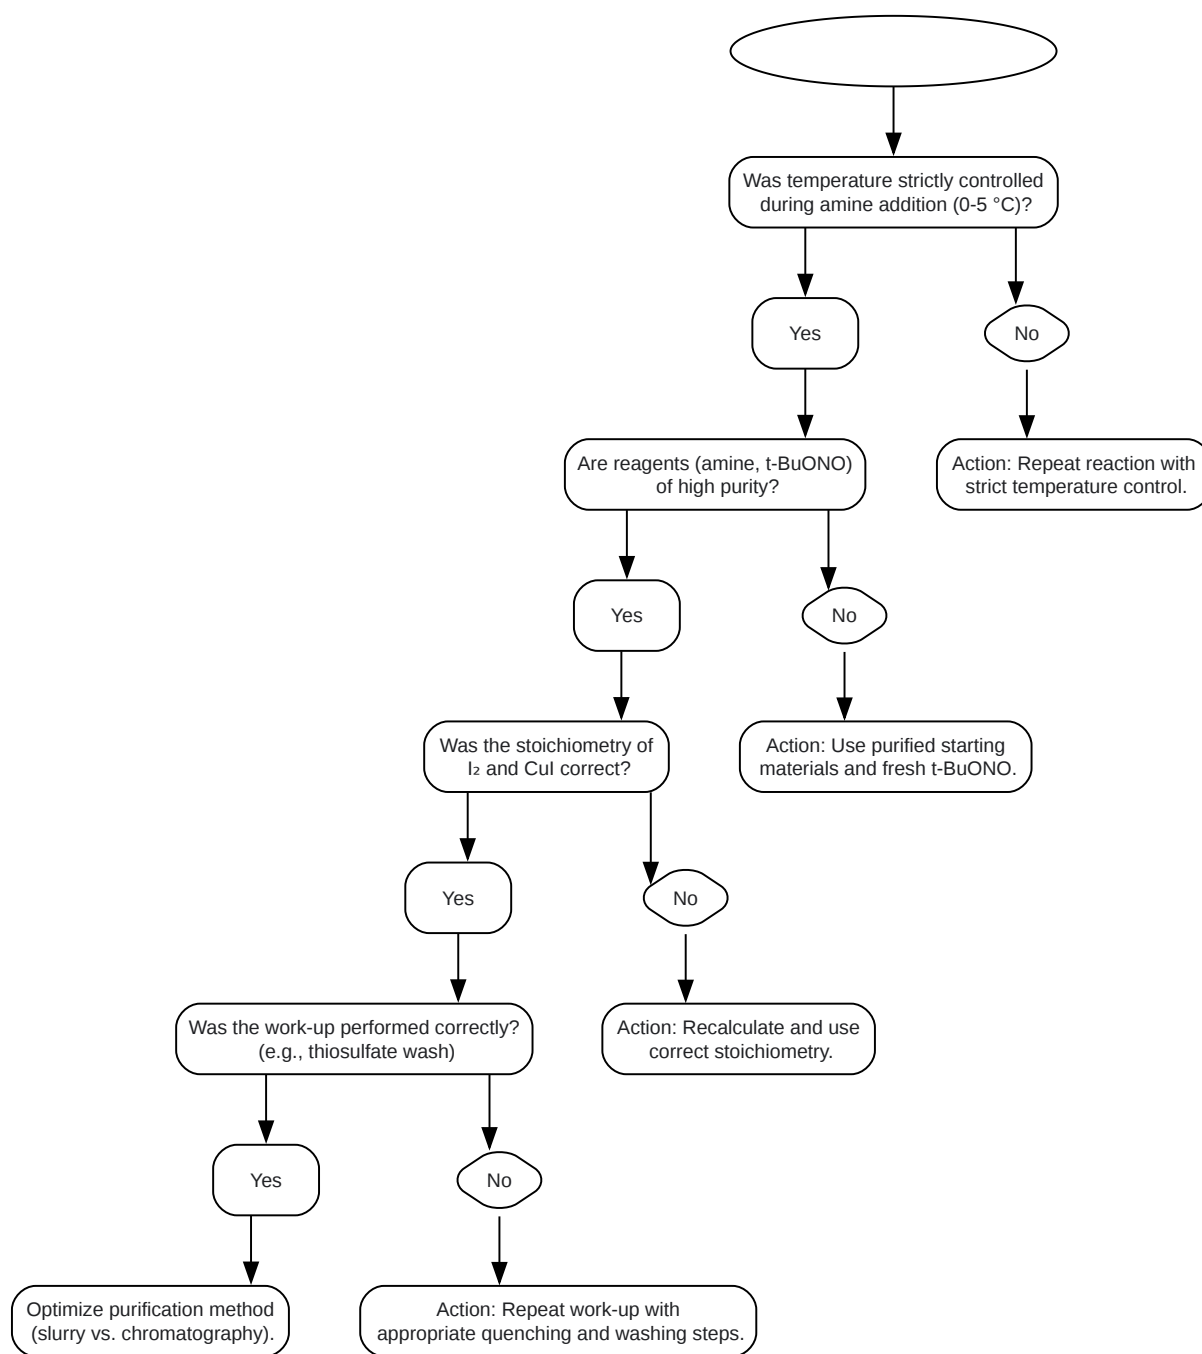 Was temperature strictly controlled
during amine addition (0-5 °C)?
Yes
No
Are reagents (amine, t-BuONO)
of high purity?
Action: Repeat reaction with
strict temperature control.
Yes
No
Was the stoichiometry of
I₂ and CuI correct?
Action: Use purified starting
materials and fresh t-BuONO.
Yes
No
Was the work-up performed correctly?
(e.g., thiosulfate wash)
Action: Recalculate and use
correct stoichiometry.
Yes
No
Optimize purification method
(slurry vs. chromatography).
Action: Repeat work-up with
appropriate quenching and washing steps.